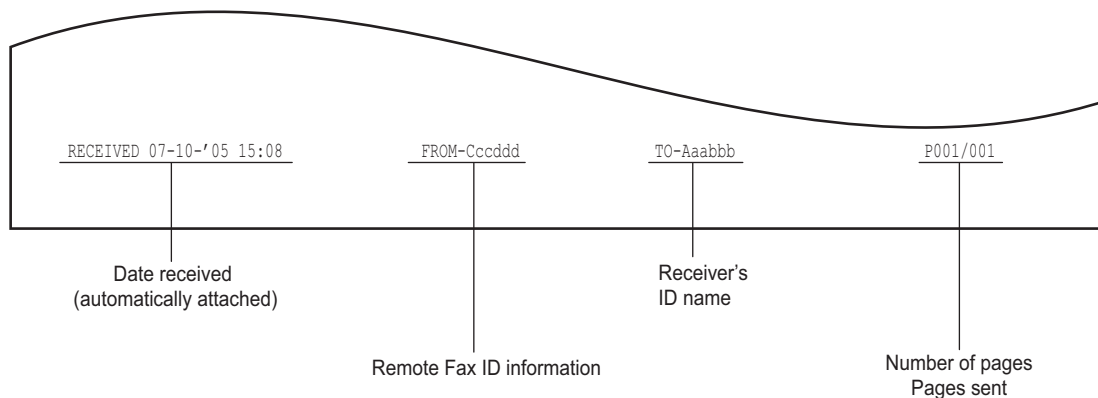 RECEIVED 07-10-'05 15:08 FROM-Cccddd TO-Aaabbb P001/001
Date received
(automatically attached)
Receiver's
ID name
Remote Fax ID information
Number of pages
Pages sent